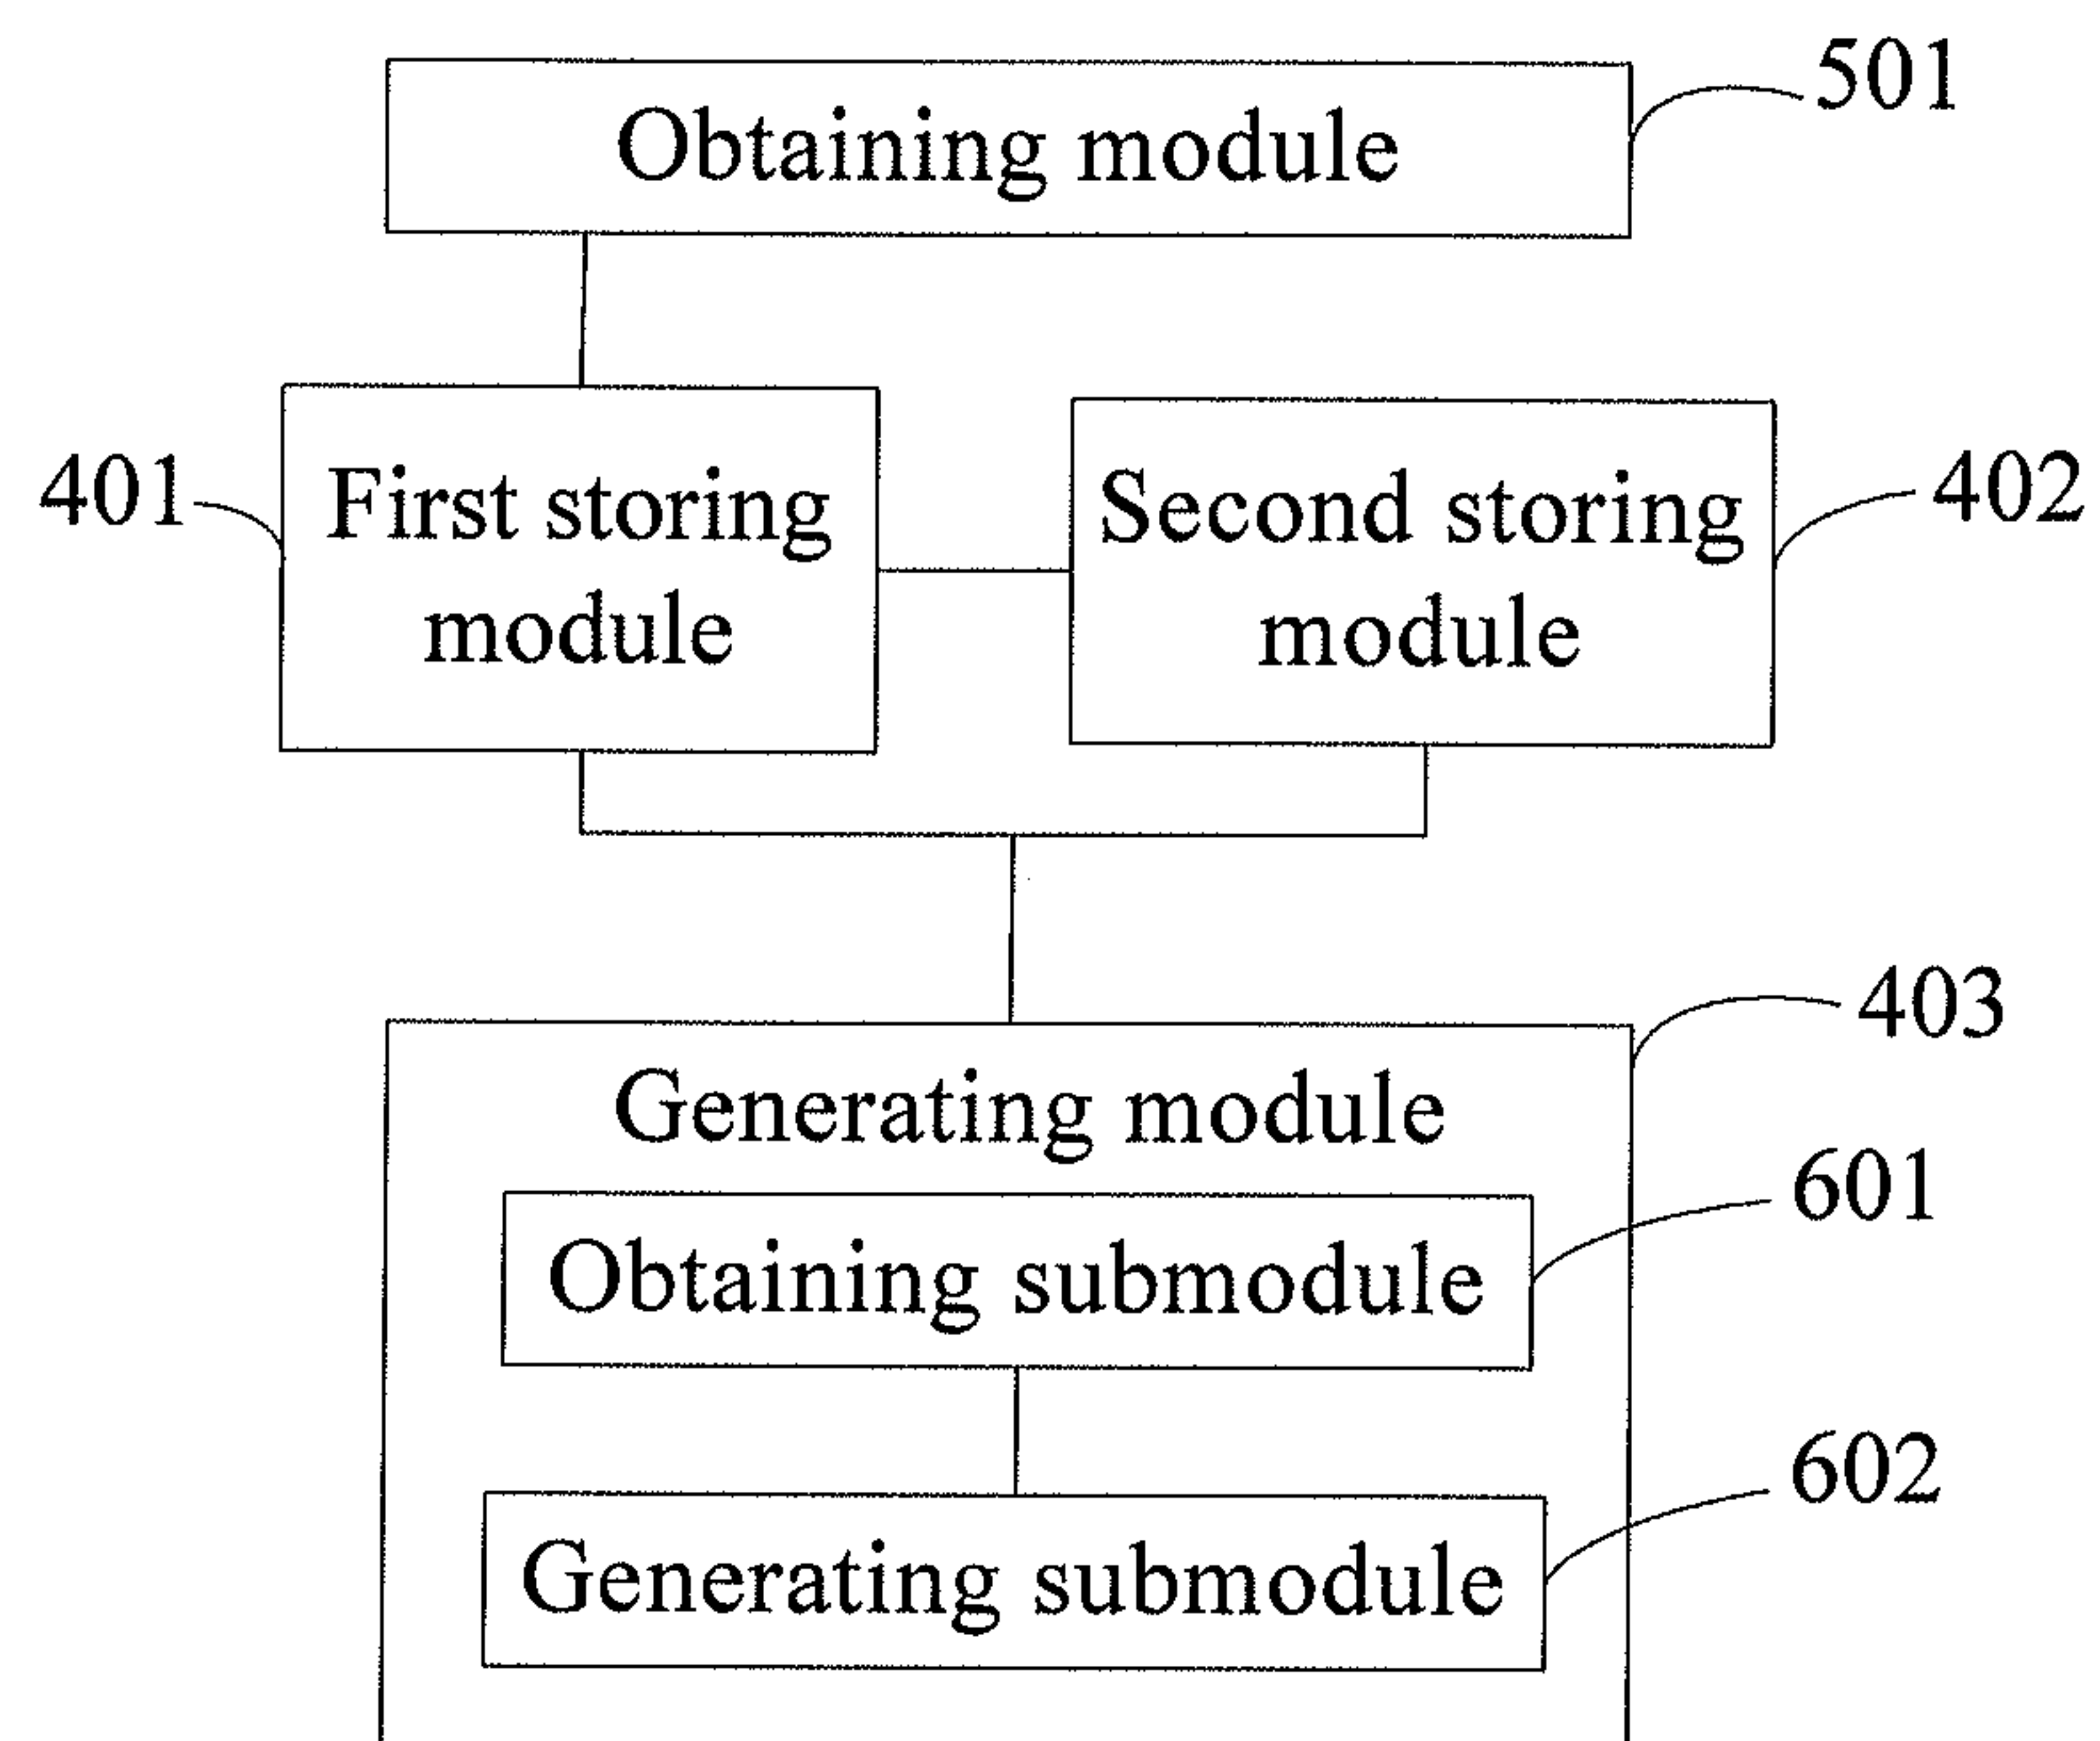 501
Obtaining module
401
First storing
module
Second storing
module
402
403
Generating module
601
Obtaining submodule
602
Generating submodule